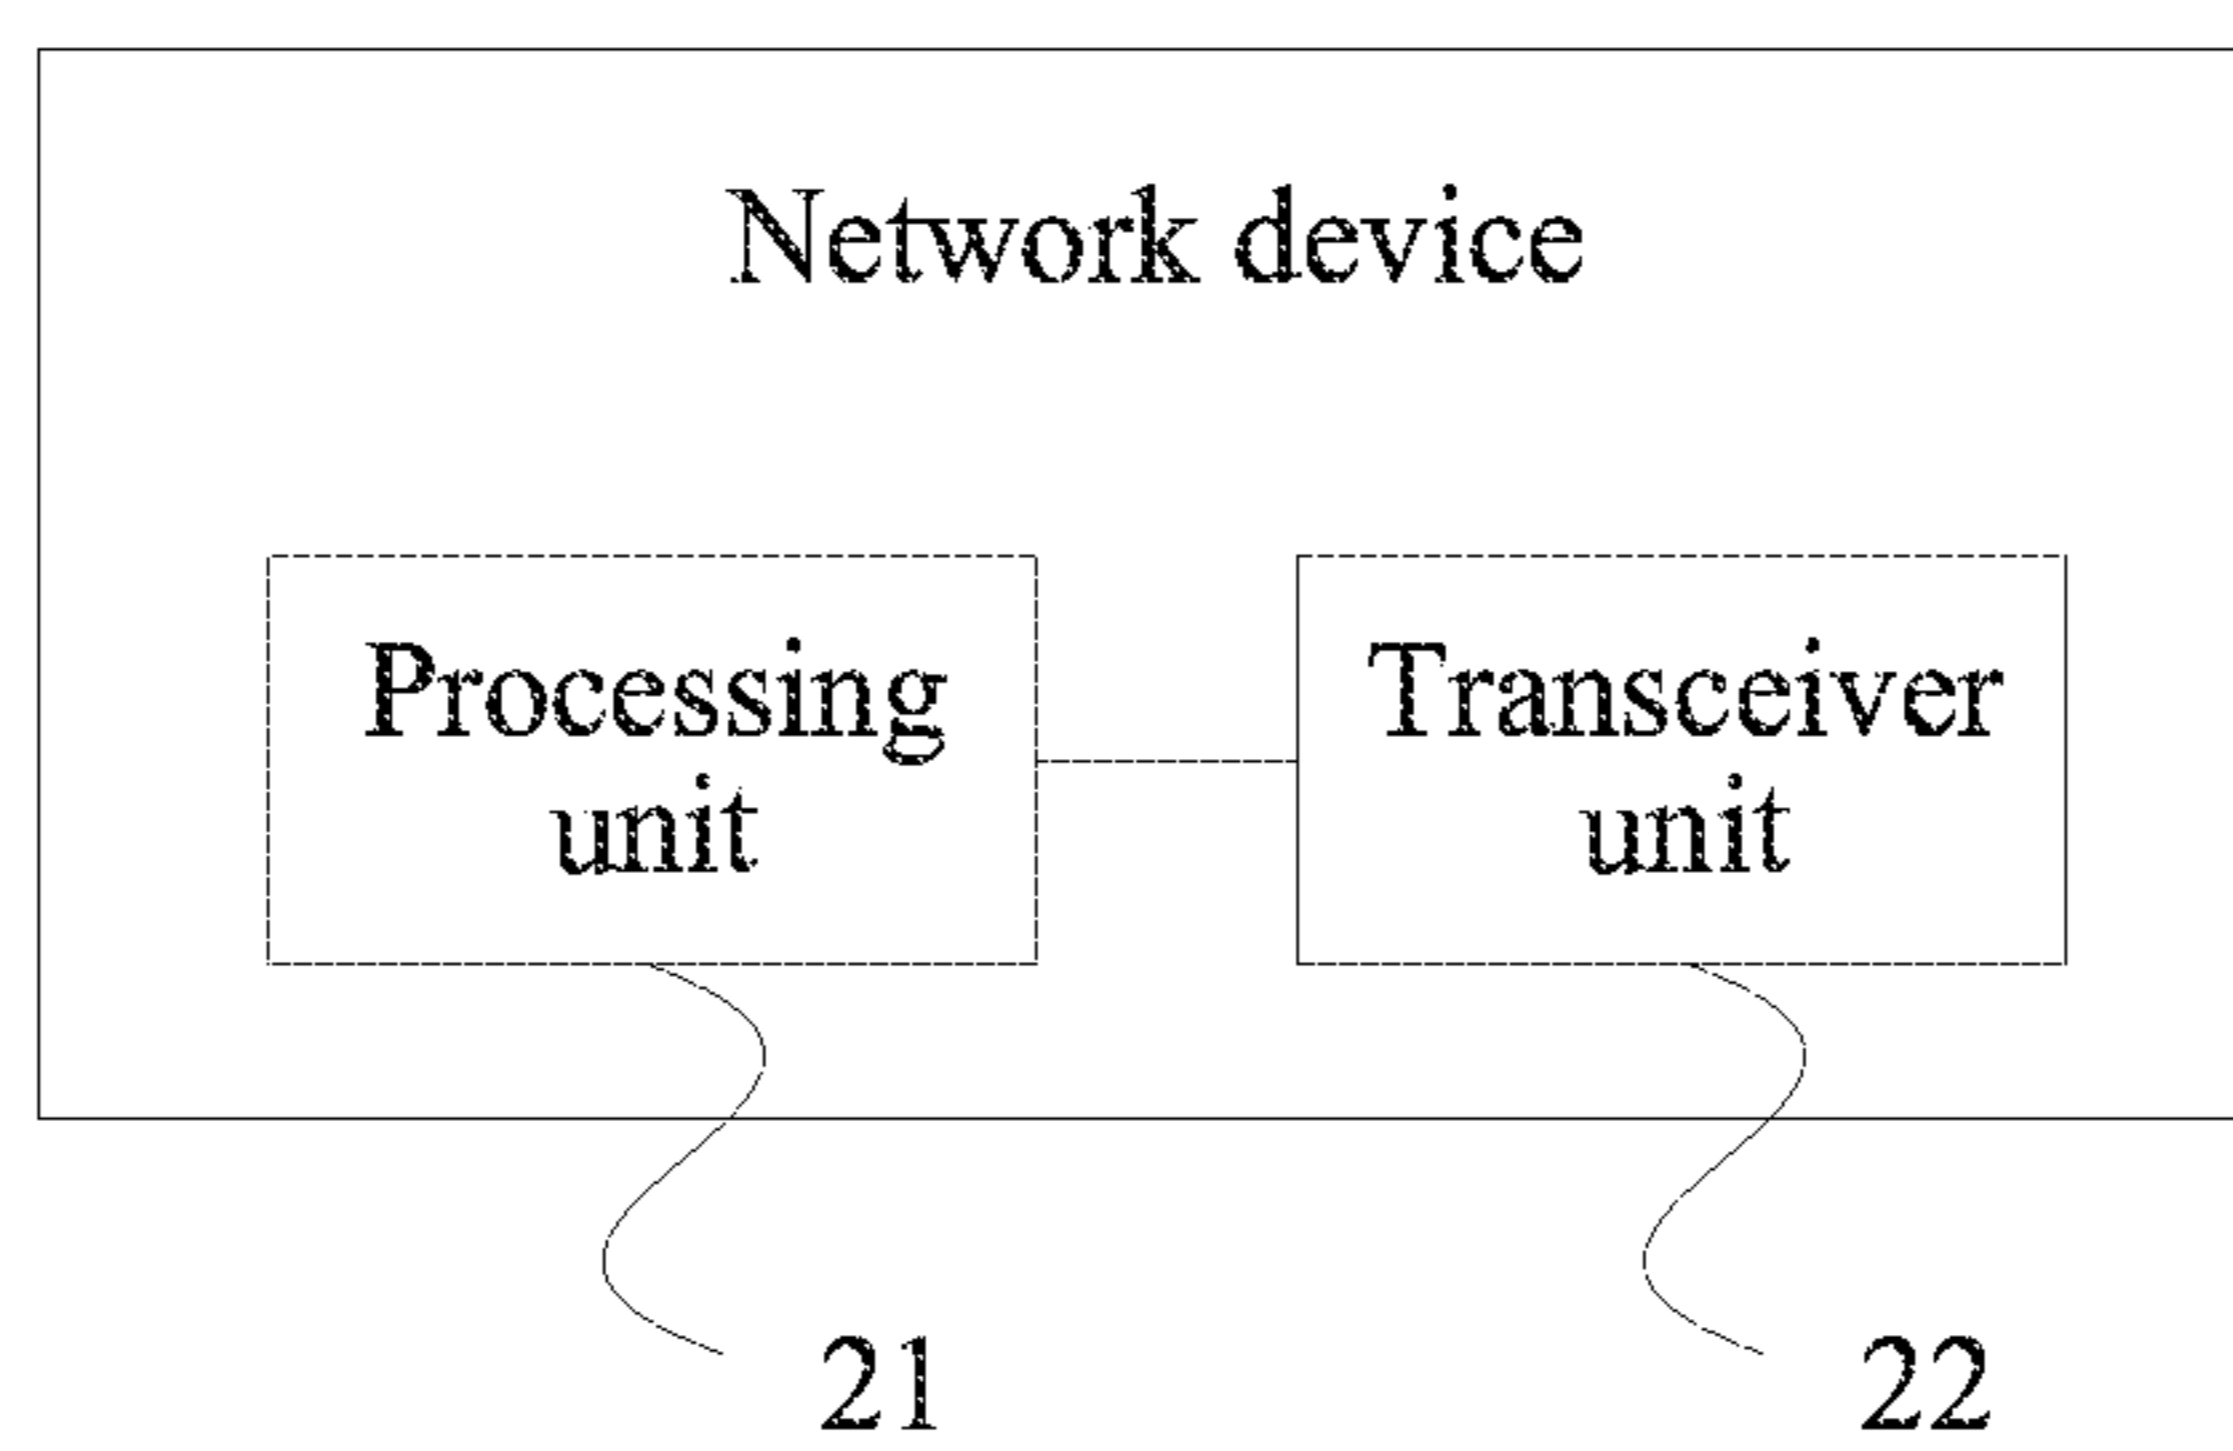 Network device
Processing
unit
Transceiver
unit
21
22